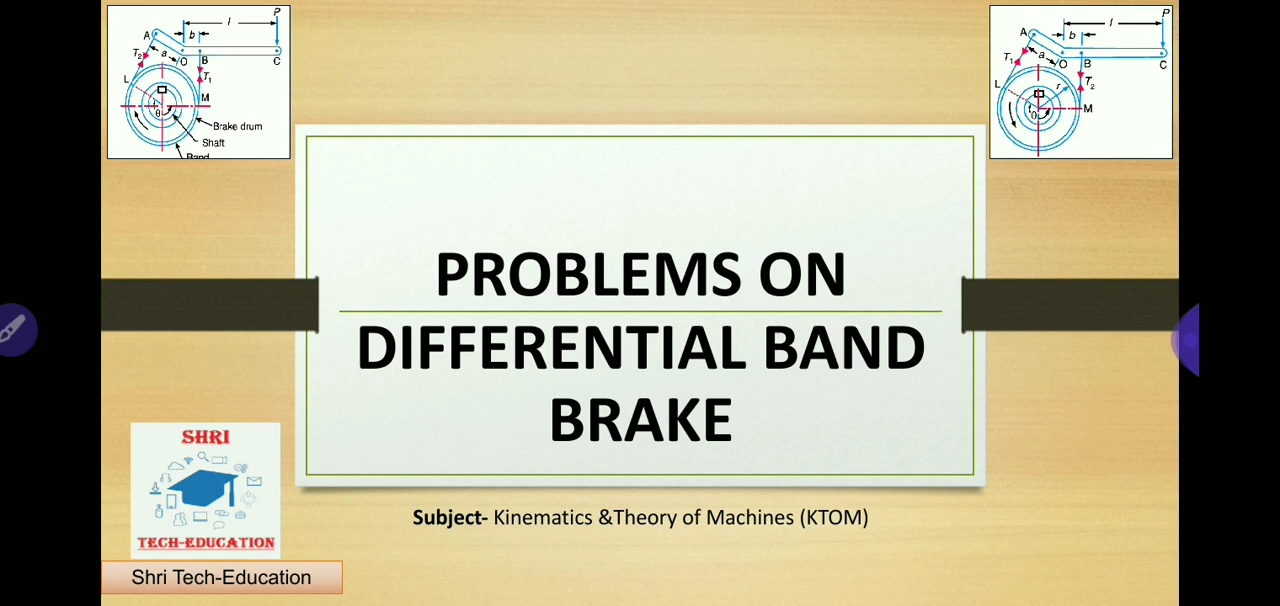 P
l
A
b
T₂
a
O
B
C
L
T₁
M
θ
Brake drum
Shaft
Band
P
l
A
b
T₁
a
O
B
C
L
r
T₂
M
θ
PROBLEMS ON
DIFFERENTIAL BAND
BRAKE
Subject- Kinematics &Theory of Machines (KTOM)
SHRI
TECH-EDUCATION
Shri Tech-Education